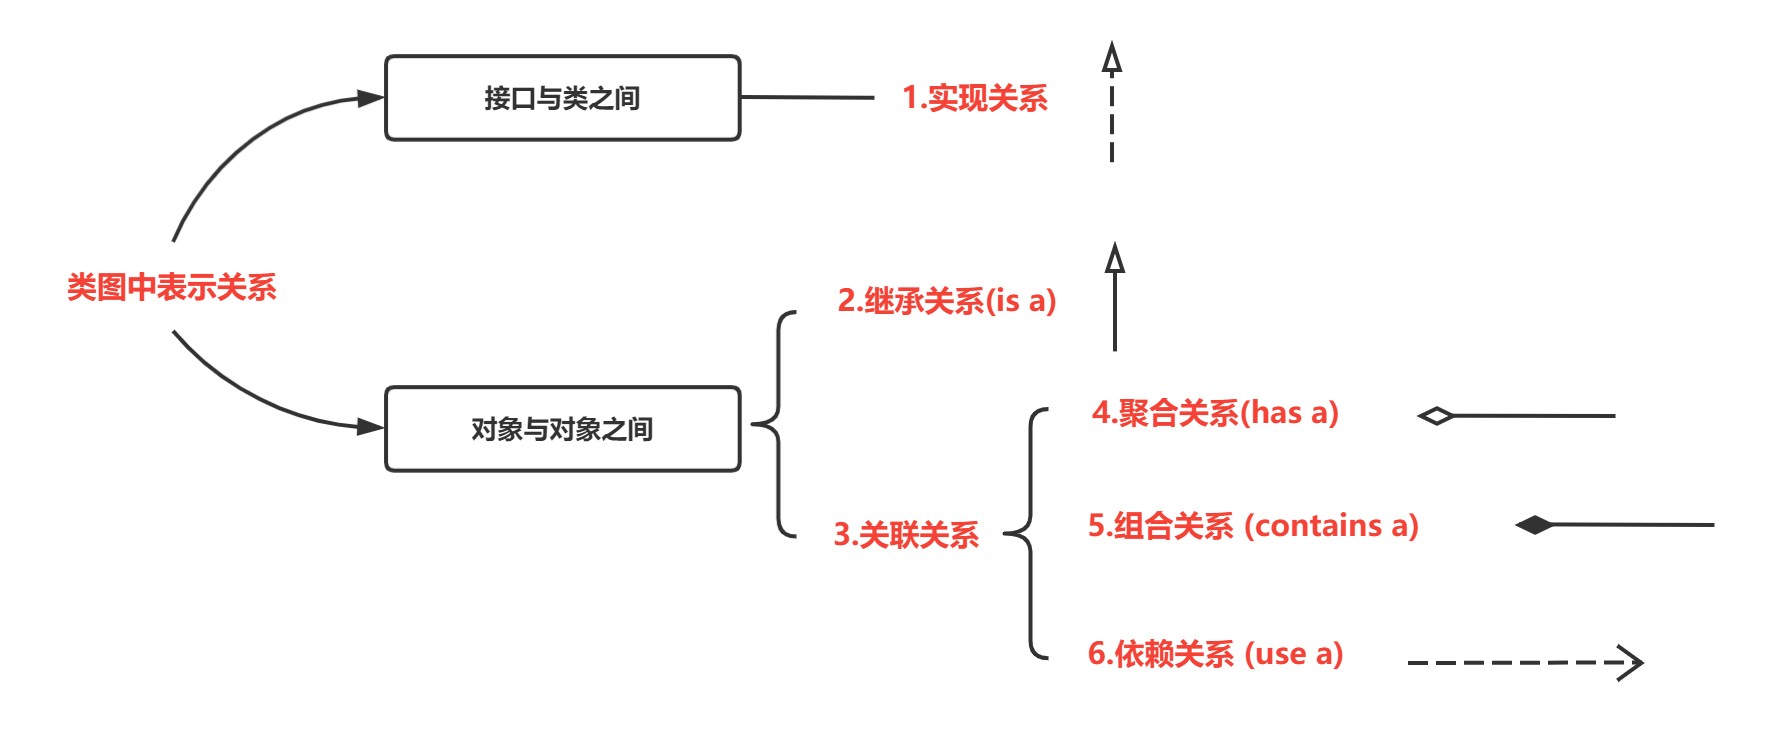 接口与类之间
1.实现关系
类图中表示关系
2.继承关系(is a)
对象与对象之间
3.关联关系
4.聚合关系(has a)
5.组合关系 (contains a)
6.依赖关系 (use a)